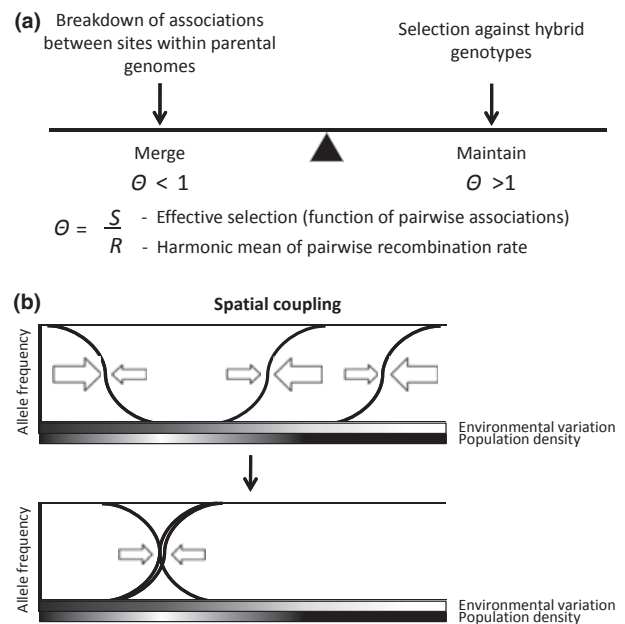 (a)
Breakdown of associations
between sites within parental
genomes
Selection against hybrid
genotypes
Merge
Maintain
Θ < 1
Θ >1
Θ = S/R
- Effective selection (function of pairwise associations)
- Harmonic mean of pairwise recombination rate
(b)
Spatial coupling
Allele frequency
Environmental variation
Population density
Allele frequency
Environmental variation
Population density